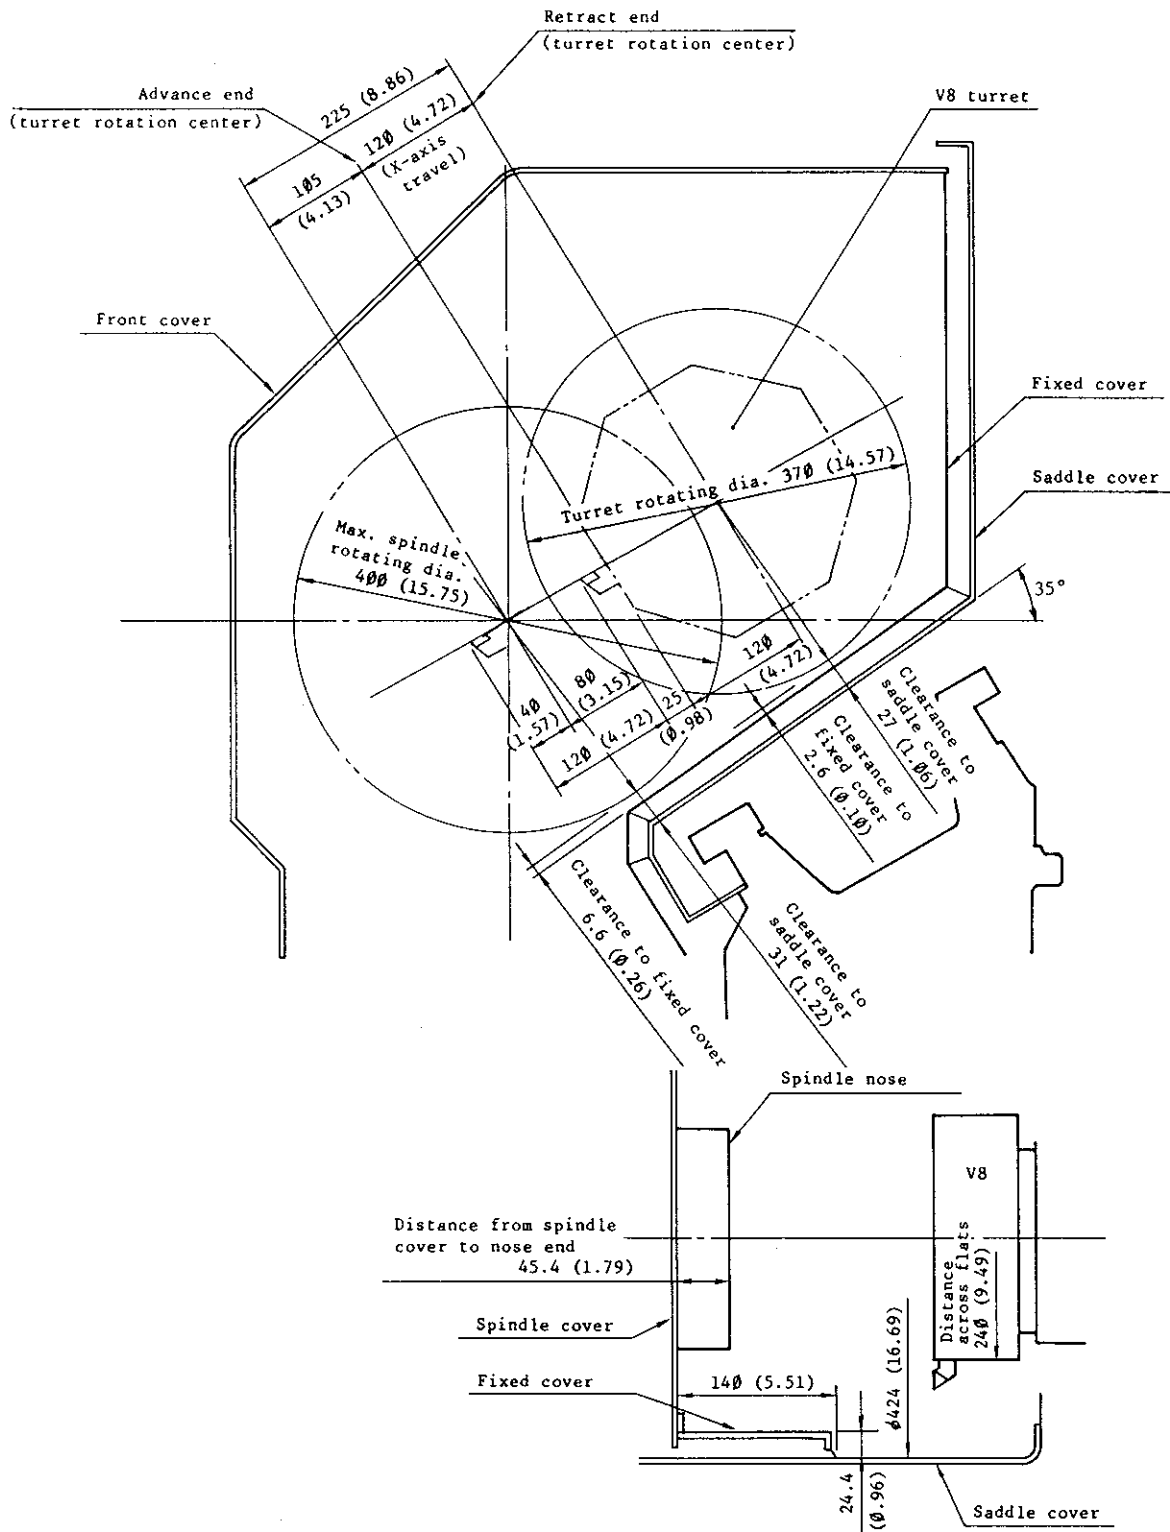 Retract end
(turret rotation center)
Advance end
(turret rotation center)
225 (8.86)
120 (4.72)
(X-axis
travel)
105
(4.13)
V8 turret
Front cover
Fixed cover
Saddle cover
Turret rotating dia. 370 (14.57)
Max. spindle
rotating dia.
400 (15.75)
35°
40
(1.57)
80
(3.15)
120 (4.72)
25
(0.98)
120
(4.72)
Clearance to
saddle cover
27 (1.06)
Clearance to
fixed cover
2.6 (0.10)
Clearance to fixed cover
6.6 (0.26)
Clearance to
saddle cover
31 (1.22)
Spindle nose
V8
Distance from spindle
cover to nose end
45.4 (1.79)
Distance
across flats
240 (9.49)
Spindle cover
Fixed cover
140 (5.51)
ø424 (16.69)
24.4
(0.96)
Saddle cover